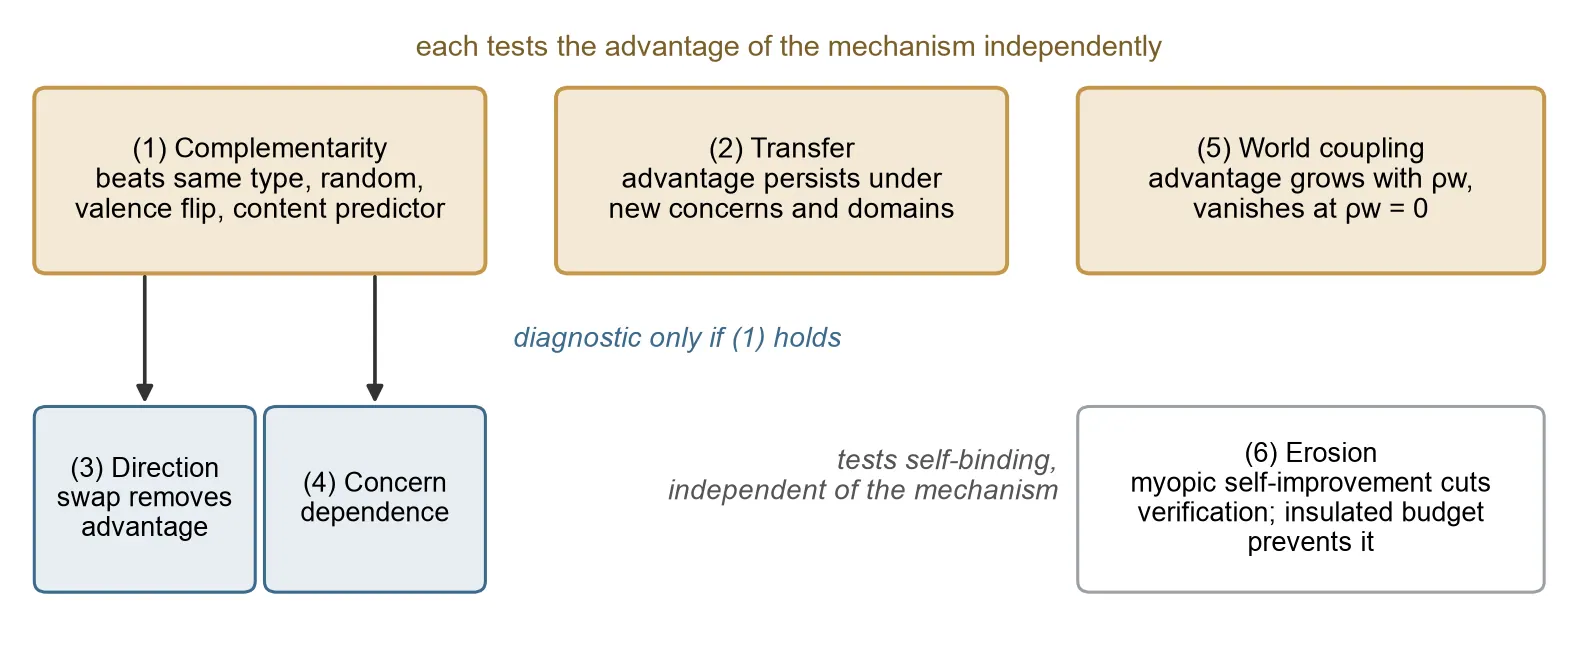 each tests the advantage of the mechanism independently
(1) Complementarity
beats same type, random,
valence flip, content predictor
(2) Transfer
advantage persists under
new concerns and domains
(5) World coupling
advantage grows with ρw,
vanishes at ρw = 0
diagnostic only if (1) holds
(3) Direction
swap removes
advantage
(4) Concern
dependence
tests self-binding,
independent of the mechanism
(6) Erosion
myopic self-improvement cuts
verification; insulated budget
prevents it